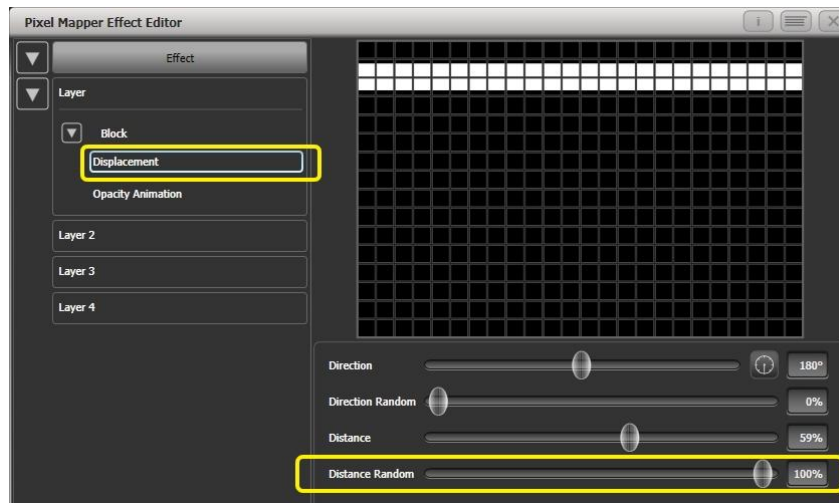 Pixel Mapper Effect Editor
Effect
Layer
Block
Displacement
Opacity Animation
Layer 2
Layer 3
Layer 4
Direction 180°
Direction Random 0%
Distance 59%
Distance Random 100%